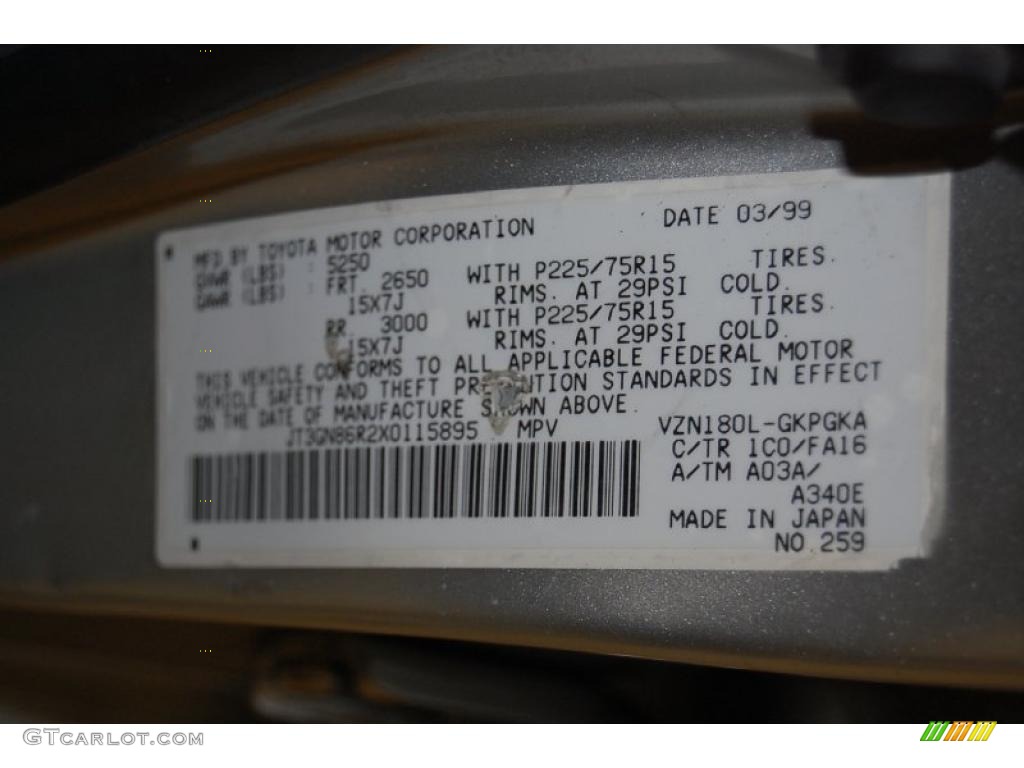 MFD BY TOYOTA MOTOR CORPORATION DATE 03/99
GVWR (LBS) : 5250
GAWR (LBS) : FRT. 2650 WITH P225/75R15 TIRES.
15X7J RIMS. AT 29PSI COLD.
RR. 3000 WITH P225/75R15 TIRES.
15X7J RIMS. AT 29PSI COLD.
THIS VEHICLE CONFORMS TO ALL APPLICABLE FEDERAL MOTOR
VEHICLE SAFETY AND THEFT PREVENTION STANDARDS IN EFFECT
ON THE DATE OF MANUFACTURE SHOWN ABOVE.
JT3GN86R2X0115895 MPV VZN180L-GKPGKA
C/TR 1C0/FA16
A/TM A03A/
A340E
MADE IN JAPAN
NO.259
GTCARLOT.COM